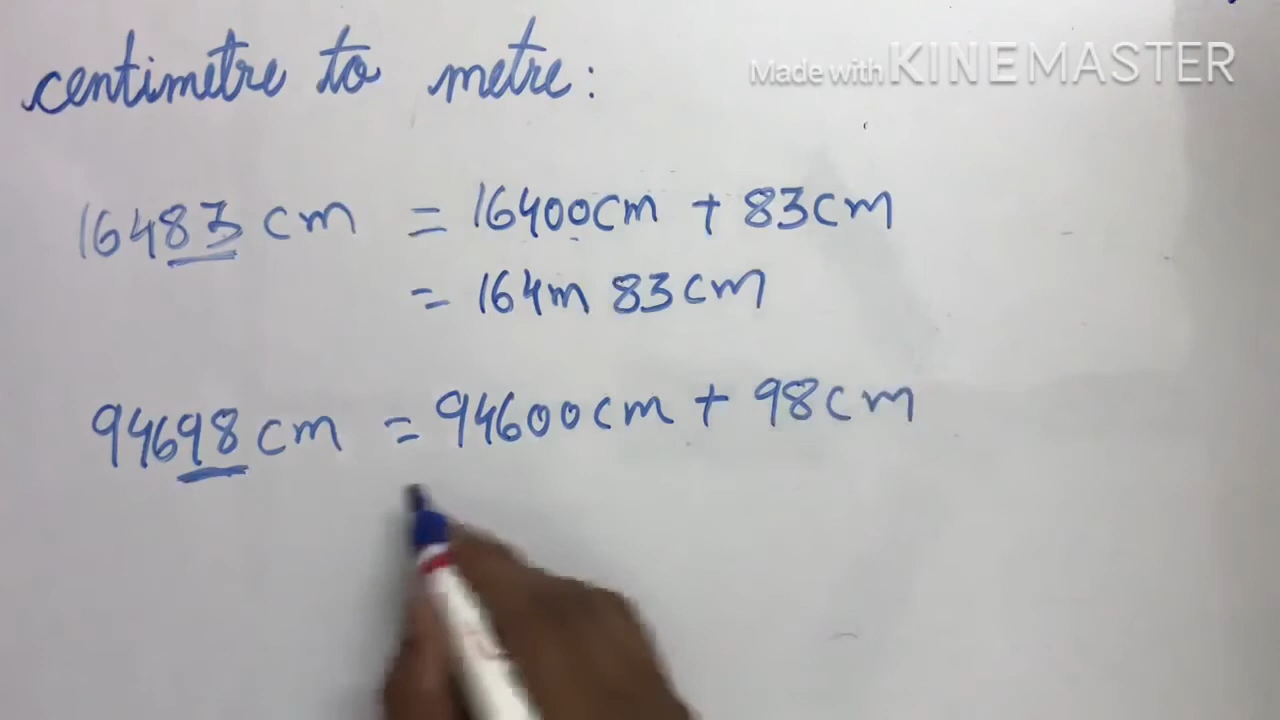 centimetre to metre:
Made with KINEMASTER
16483 cm = 16400cm + 83cm
= 164m 83cm
94698 cm = 94600cm + 98cm